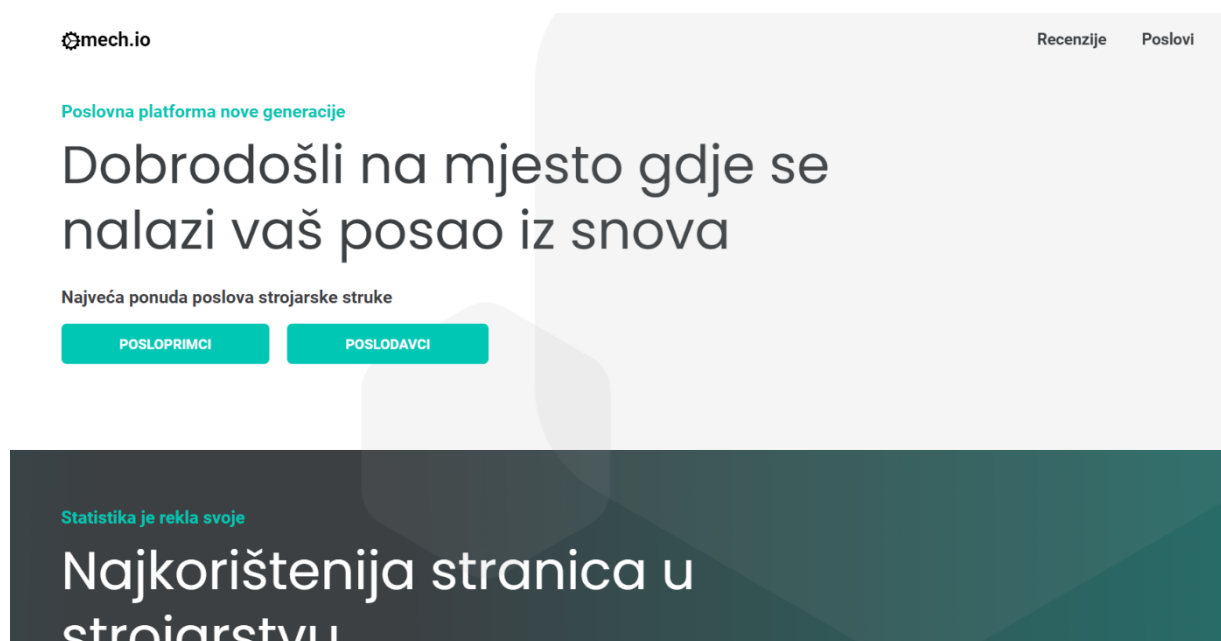 mech.io
Recenzije Poslovi
Poslovna platforma nove generacije
Dobrodošli na mjesto gdje se
nalazi vaš posao iz snova
Najveća ponuda poslova strojarske struke
POSLOPRIMCI POSLODAVCI
Statistika je rekla svoje
Najkorištenija stranica u
strojarstvu